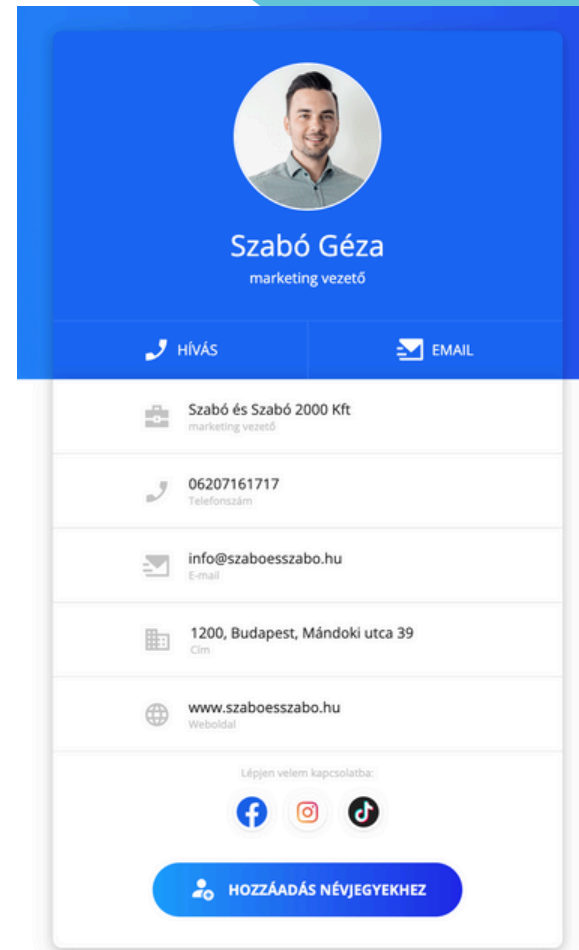 Szabó Géza
marketing vezető
HÍVÁS
EMAIL
Szabó és Szabó 2000 Kft
marketing vezető
06207161717
Telefonszám
info@szaboesszabo.hu
E-mail
1200, Budapest, Mándoki utca 39
Cím
www.szaboesszabo.hu
Weboldal
Lépjen velem kapcsolatba:
HOZZÁADÁS NÉVJEGYEKHEZ